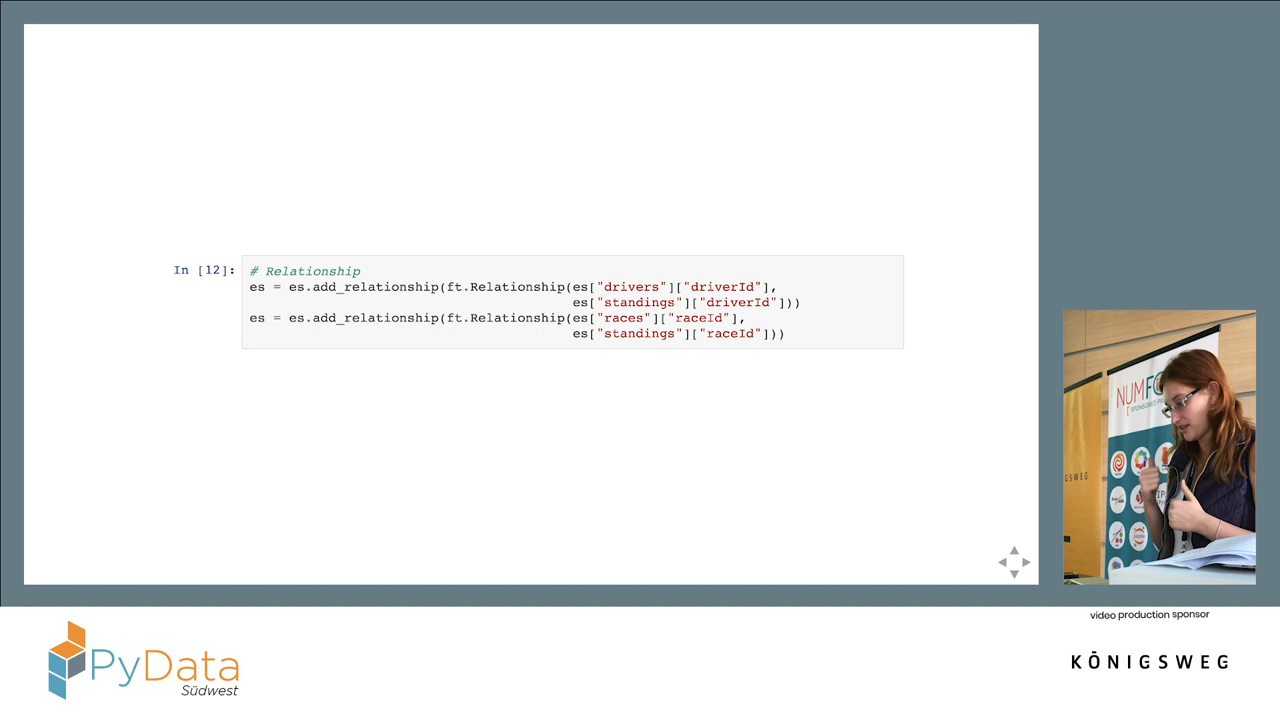 In [12]:
# Relationship
es = es.add_relationship(ft.Relationship(es["drivers"]["driverId"],
es["standings"]["driverId"]))
es = es.add_relationship(ft.Relationship(es["races"]["raceId"],
es["standings"]["raceId"]))
NUMFO
video production sponsor
KÖNIGSWEG
PyData
Südwest